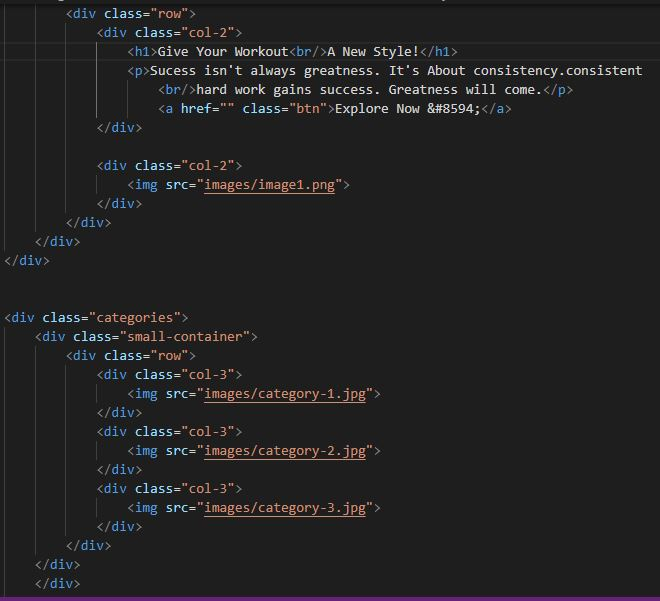 <div class="row">
<div class="col-2">
<h1>Give Your Workout<br/>A New Style!</h1>
<p>Sucess isn't always greatness. It's About consistency.consistent
<br/>hard work gains success. Greatness will come.</p>
<a href="" class="btn">Explore Now &#8594;</a>
</div>
<div class="col-2">
<img src="images/image1.png">
</div>
</div>
</div>
</div>
<div class="categories">
<div class="small-container">
<div class="row">
<div class="col-3">
<img src="images/category-1.jpg">
</div>
<div class="col-3">
<img src="images/category-2.jpg">
</div>
<div class="col-3">
<img src="images/category-3.jpg">
</div>
</div>
</div>
</div>